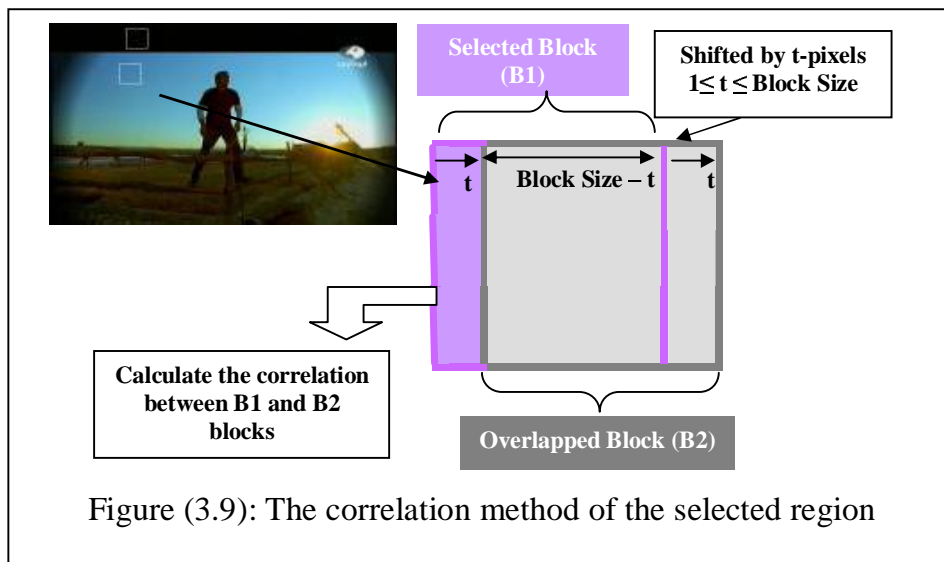 Selected Block
(B1)
Shifted by t-pixels
1≤ t ≤ Block Size
t
Block Size – t
t
Calculate the correlation
between B1 and B2
blocks
Overlapped Block (B2)
Figure (3.9): The correlation method of the selected region